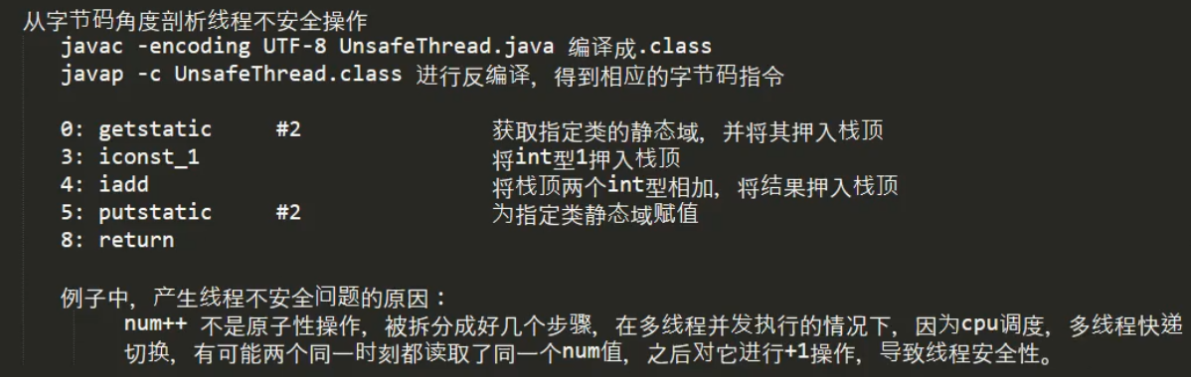 从字节码角度剖析线程不安全操作
javac -encoding UTF-8 UnsafeThread.java 编译成.class
javap -c UnsafeThread.class 进行反编译，得到相应的字节码指令
0: getstatic #2 获取指定类的静态域，并将其押入栈顶
3: iconst_1 将int型1押入栈顶
4: iadd 将栈顶两个int型相加，将结果押入栈顶
5: putstatic #2 为指定类静态域赋值
8: return
例子中，产生线程不安全问题的原因：
num++ 不是原子性操作，被拆分成好几个步骤，在多线程并发执行的情况下，因为cpu调度，多线程快递
切换，有可能两个同一时刻都读取了同一个num值，之后对它进行+1操作，导致线程安全性。